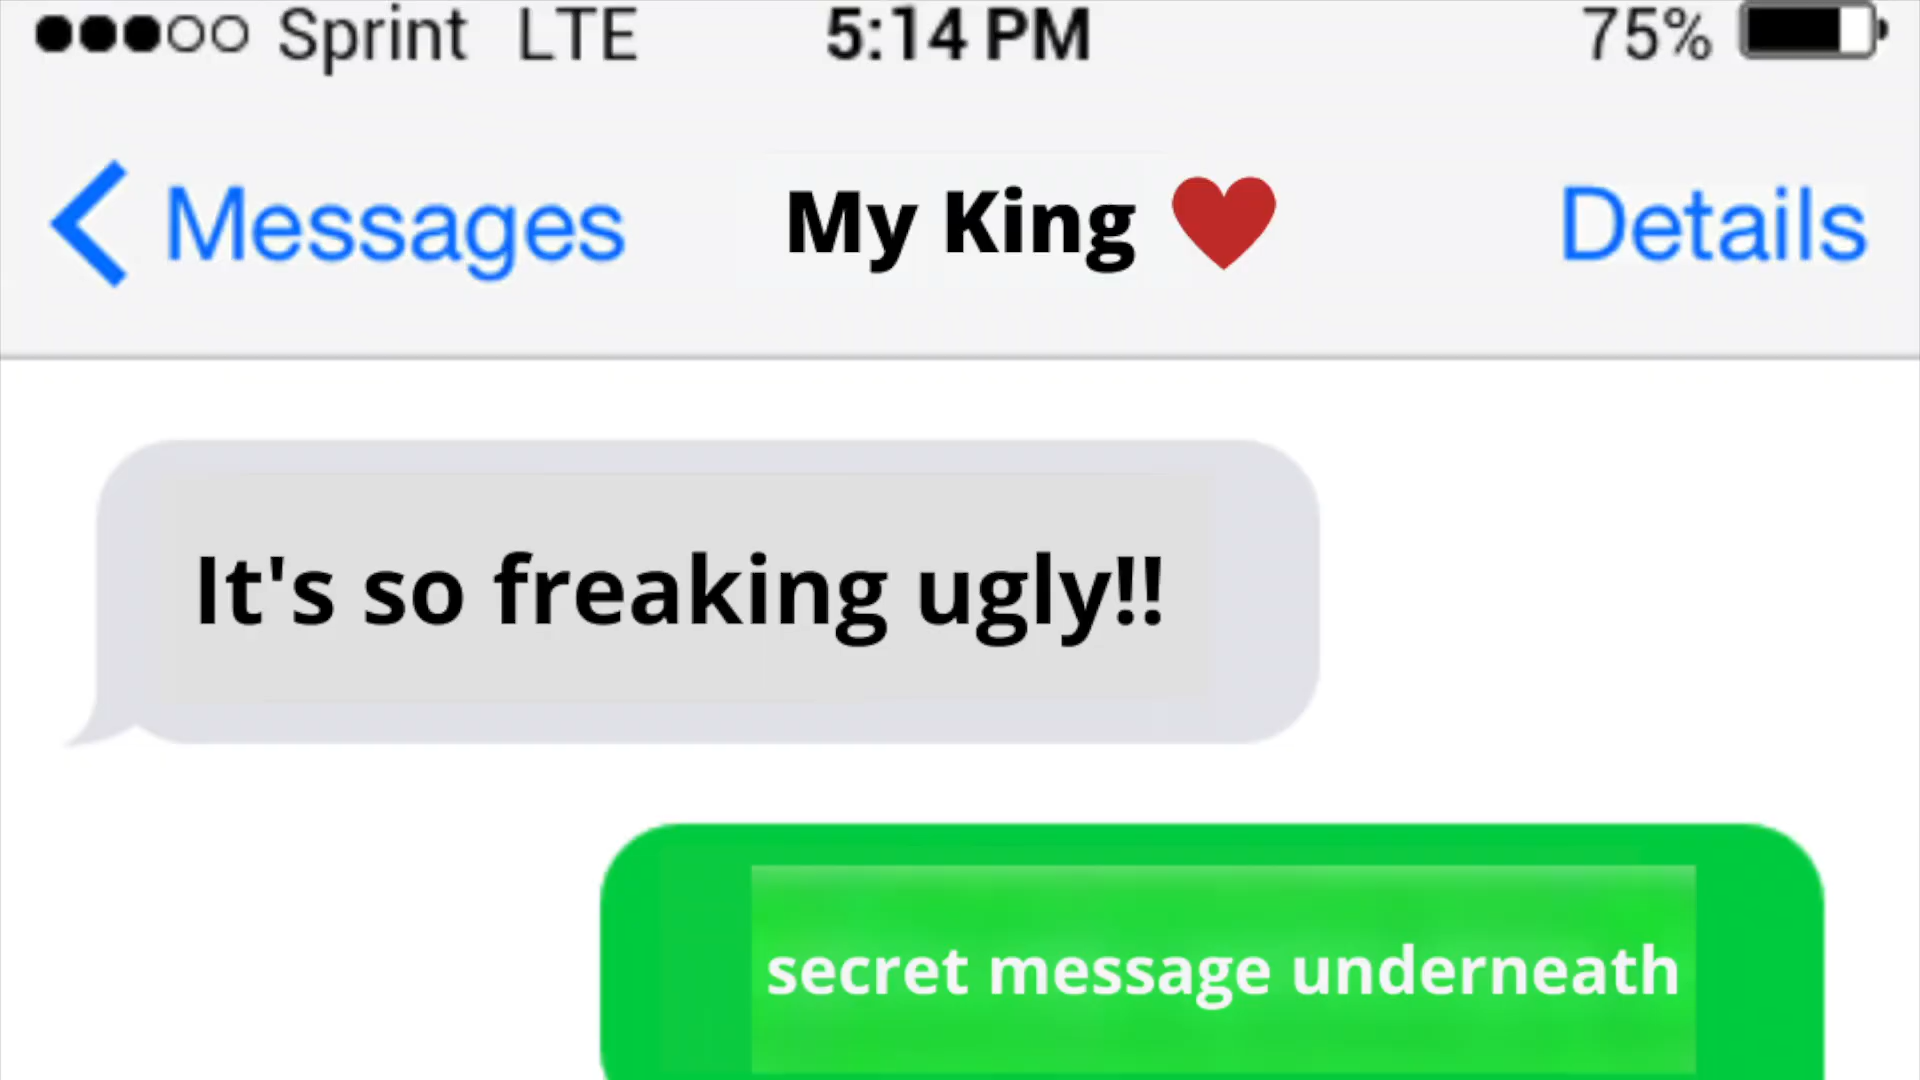 Sprint LTE 5:14 PM 75%
Messages My King Details
It's so freaking ugly!!
secret message underneath